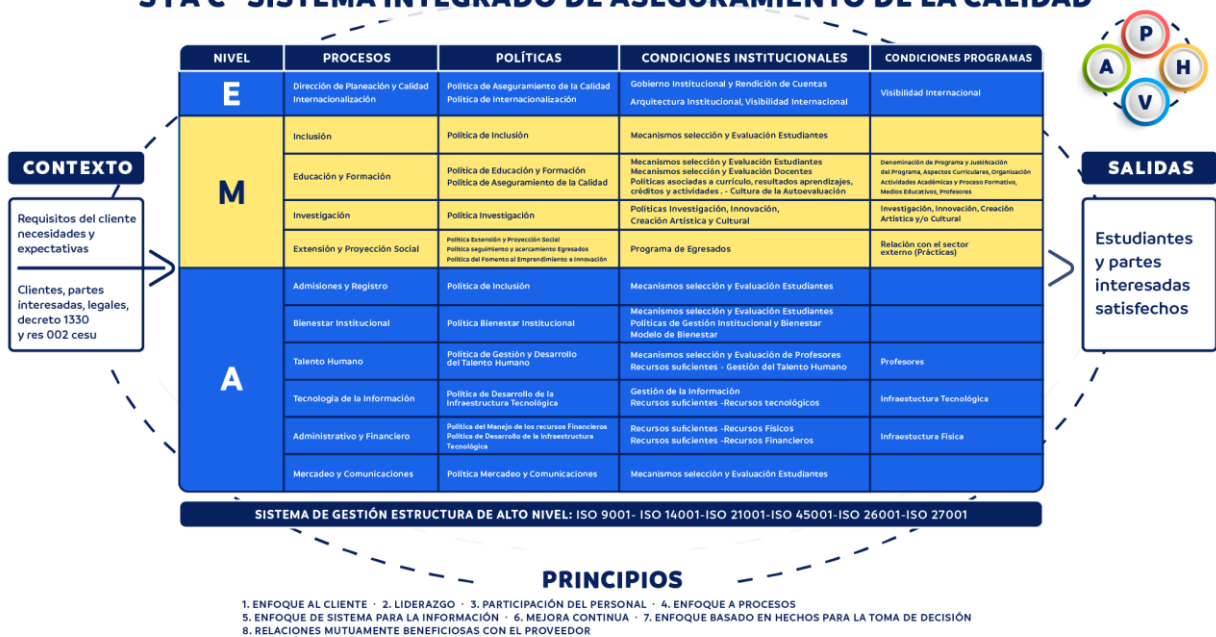 S I A C - SISTEMA INTEGRADO DE ASEGURAMIENTO DE LA CALIDAD
P
A
H
V
NIVEL PROCESOS POLÍTICAS CONDICIONES INSTITUCIONALES CONDICIONES PROGRAMAS
E
Dirección de Planeación y Calidad
Internacionalización
Política de Aseguramiento de la Calidad
Política de Internacionalización
Gobierno Institucional y Rendición de Cuentas
Arquitectura Institucional, Visibilidad Internacional
Visibilidad Internacional
M
Inclusión
Política de Inclusión
Mecanismos selección y Evaluación Estudiantes
Educación y Formación
Política de Educación y Formación
Política de Aseguramiento de la Calidad
Mecanismos selección y Evaluación Estudiantes
Mecanismos selección y Evaluación Docentes
Políticas asociadas a currículo, resultados aprendizajes,
créditos y actividades . - Cultura de la Autoevaluación
Denominación de Programa y Justificación
del Programa, Aspectos Curriculares, Organización
Actividades Académicas y Proceso Formativo,
Medios Educativos, Profesores
Investigación
Política Investigación
Políticas Investigación, Innovación,
Creación Artística y Cultural
Investigación, Innovación, Creación
Artística y/o Cultural
Extensión y Proyección Social
Política Extensión y Proyección Social
Política seguimiento y acercamiento Egresados
Política del Fomento al Emprendimiento e Innovación
Programa de Egresados
Relación con el sector
externo (Prácticas)
A
Admisiones y Registro
Política de Inclusión
Mecanismos selección y Evaluación Estudiantes
Bienestar Institucional
Política Bienestar Institucional
Mecanismos selección y Evaluación Estudiantes
Políticas de Gestión Institucional y Bienestar
Modelo de Bienestar
Talento Humano
Política de Gestión y Desarrollo
del Talento Humano
Mecanismos selección y Evaluación de Profesores
Recursos suficientes - Gestión del Talento Humano
Profesores
Tecnología de la Información
Política de Desarrollo de la
Infraestructura Tecnológica
Gestión de la Información
Recursos suficientes -Recursos tecnológicos
Infraestuctura Tecnológica
Administrativo y Financiero
Política del Manejo de los recursos Financieros
Política de Desarrollo de la Infraestructura
Tecnológica
Recursos suficientes -Recursos Físicos
Recursos suficientes -Recursos Financieros
Infraestuctura Física
Mercadeo y Comunicaciones
Política Mercadeo y Comunicaciones
Mecanismos selección y Evaluación Estudiantes
CONTEXTO
Requisitos del cliente
necesidades y
expectativas
Clientes, partes
interesadas, legales,
decreto 1330
y res 002 cesu
SALIDAS
Estudiantes
y partes
interesadas
satisfechos
SISTEMA DE GESTIÓN ESTRUCTURA DE ALTO NIVEL: ISO 9001- ISO 14001-ISO 21001-ISO 45001-ISO 26001-ISO 27001
PRINCIPIOS
1. ENFOQUE AL CLIENTE · 2. LIDERAZGO · 3. PARTICIPACIÓN DEL PERSONAL · 4. ENFOQUE A PROCESOS
5. ENFOQUE DE SISTEMA PARA LA INFORMACIÓN · 6. MEJORA CONTINUA · 7. ENFOQUE BASADO EN HECHOS PARA LA TOMA DE DECISIÓN
8. RELACIONES MUTUAMENTE BENEFICIOSAS CON EL PROVEEDOR